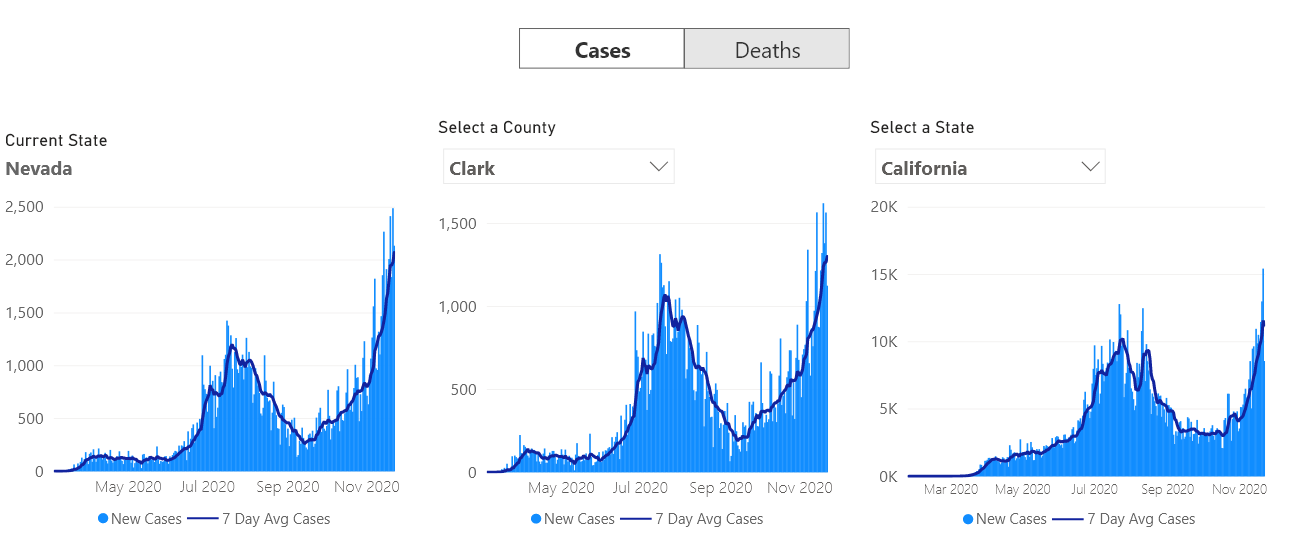 Cases Deaths
Current State
Nevada
2,500
2,000
1,500
1,000
500
0
May 2020 Jul 2020 Sep 2020 Nov 2020
New Cases 7 Day Avg Cases
Select a County
Clark
1,500
1,000
500
0
May 2020 Jul 2020 Sep 2020 Nov 2020
New Cases 7 Day Avg Cases
Select a State
California
20K
15K
10K
5K
0K
Mar 2020 May 2020 Jul 2020 Sep 2020 Nov 2020
New Cases 7 Day Avg Cases